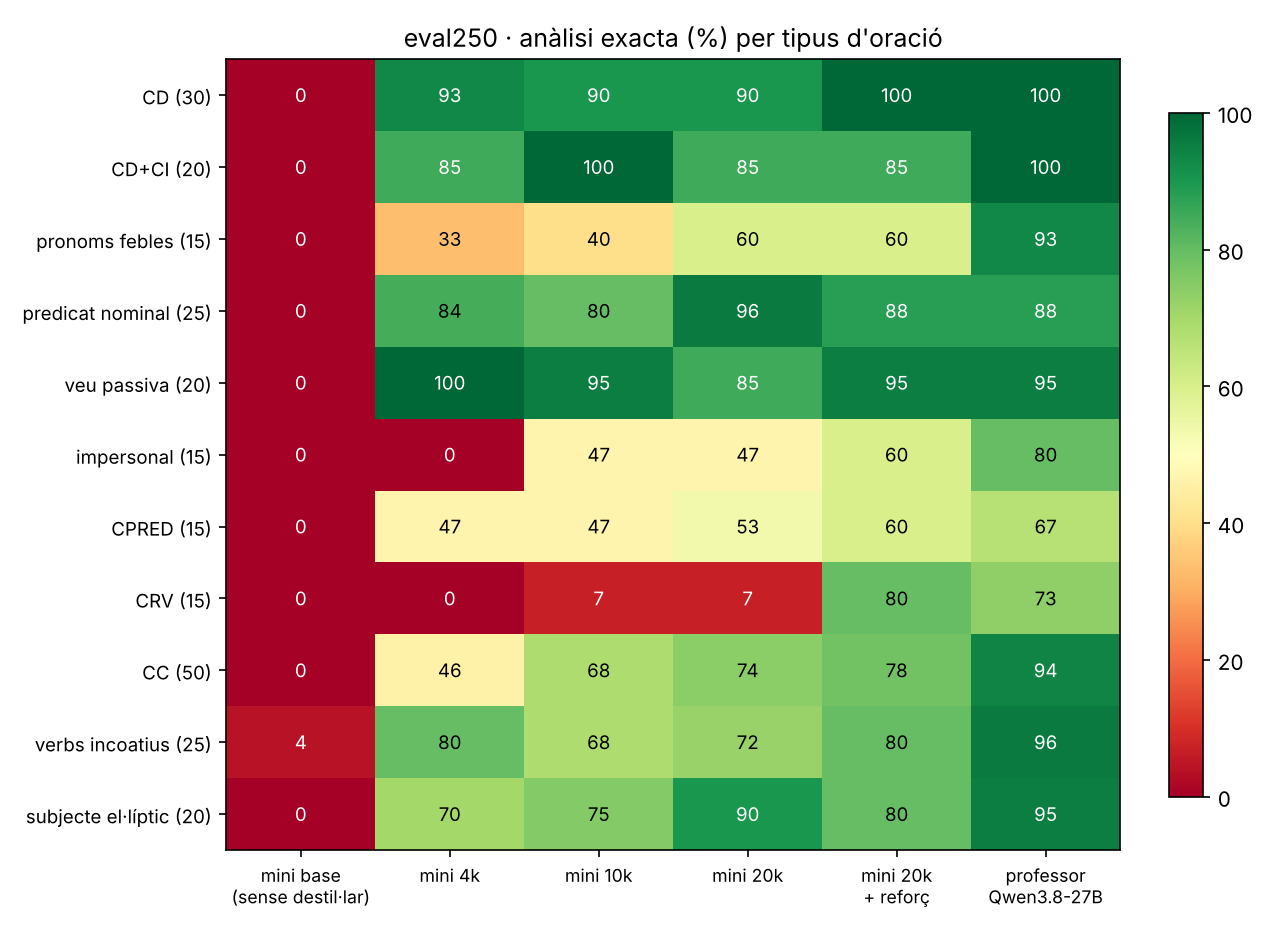 eval250 · anàlisi exacta (%) per tipus d'oració
CD (30) 0 93 90 90 100 100
CD+CI (20) 0 85 100 85 85 100
pronoms febles (15) 0 33 40 60 60 93
predicat nominal (25) 0 84 80 96 88 88
veu passiva (20) 0 100 95 85 95 95
impersonal (15) 0 0 47 47 60 80
CPRED (15) 0 47 47 53 60 67
CRV (15) 0 0 7 7 80 73
CC (50) 0 46 68 74 78 94
verbs incoatius (25) 4 80 68 72 80 96
subjecte el·líptic (20) 0 70 75 90 80 95
mini base
(sense destil·lar)
mini 4k
mini 10k
mini 20k
mini 20k
+ reforç
professor
Qwen3.8-27B
100
80
60
40
20
0